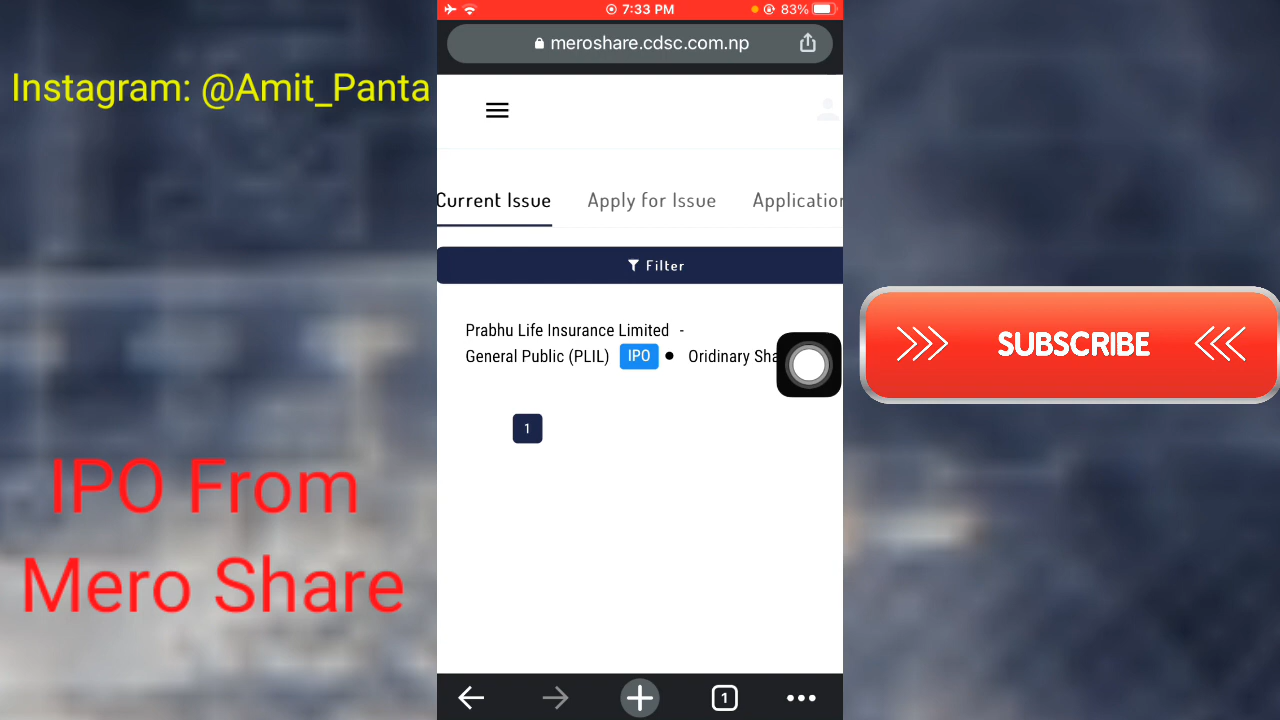 Instagram: @Amit_Panta
IPO From
Mero Share
7:33 PM
83%
meroshare.cdsc.com.np
Current Issue
Apply for Issue
Application
Filter
Prabhu Life Insurance Limited -
General Public (PLIL) IPO ● Oridinary Sha
1
1
SUBSCRIBE